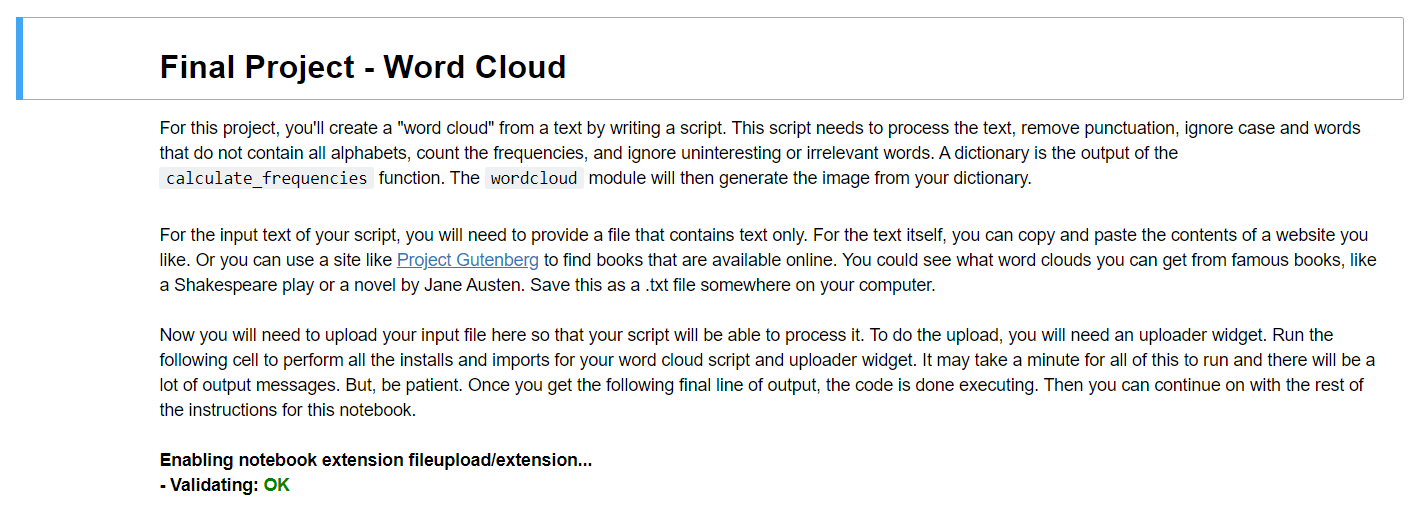 Final Project - Word Cloud
For this project, you'll create a "word cloud" from a text by writing a script. This script needs to process the text, remove punctuation, ignore case and words
that do not contain all alphabets, count the frequencies, and ignore uninteresting or irrelevant words. A dictionary is the output of the
calculate_frequencies function. The wordcloud module will then generate the image from your dictionary.
For the input text of your script, you will need to provide a file that contains text only. For the text itself, you can copy and paste the contents of a website you
like. Or you can use a site like Project Gutenberg to find books that are available online. You could see what word clouds you can get from famous books, like
a Shakespeare play or a novel by Jane Austen. Save this as a .txt file somewhere on your computer.
Now you will need to upload your input file here so that your script will be able to process it. To do the upload, you will need an uploader widget. Run the
following cell to perform all the installs and imports for your word cloud script and uploader widget. It may take a minute for all of this to run and there will be a
lot of output messages. But, be patient. Once you get the following final line of output, the code is done executing. Then you can continue on with the rest of
the instructions for this notebook.
Enabling notebook extension fileupload/extension...
- Validating: OK